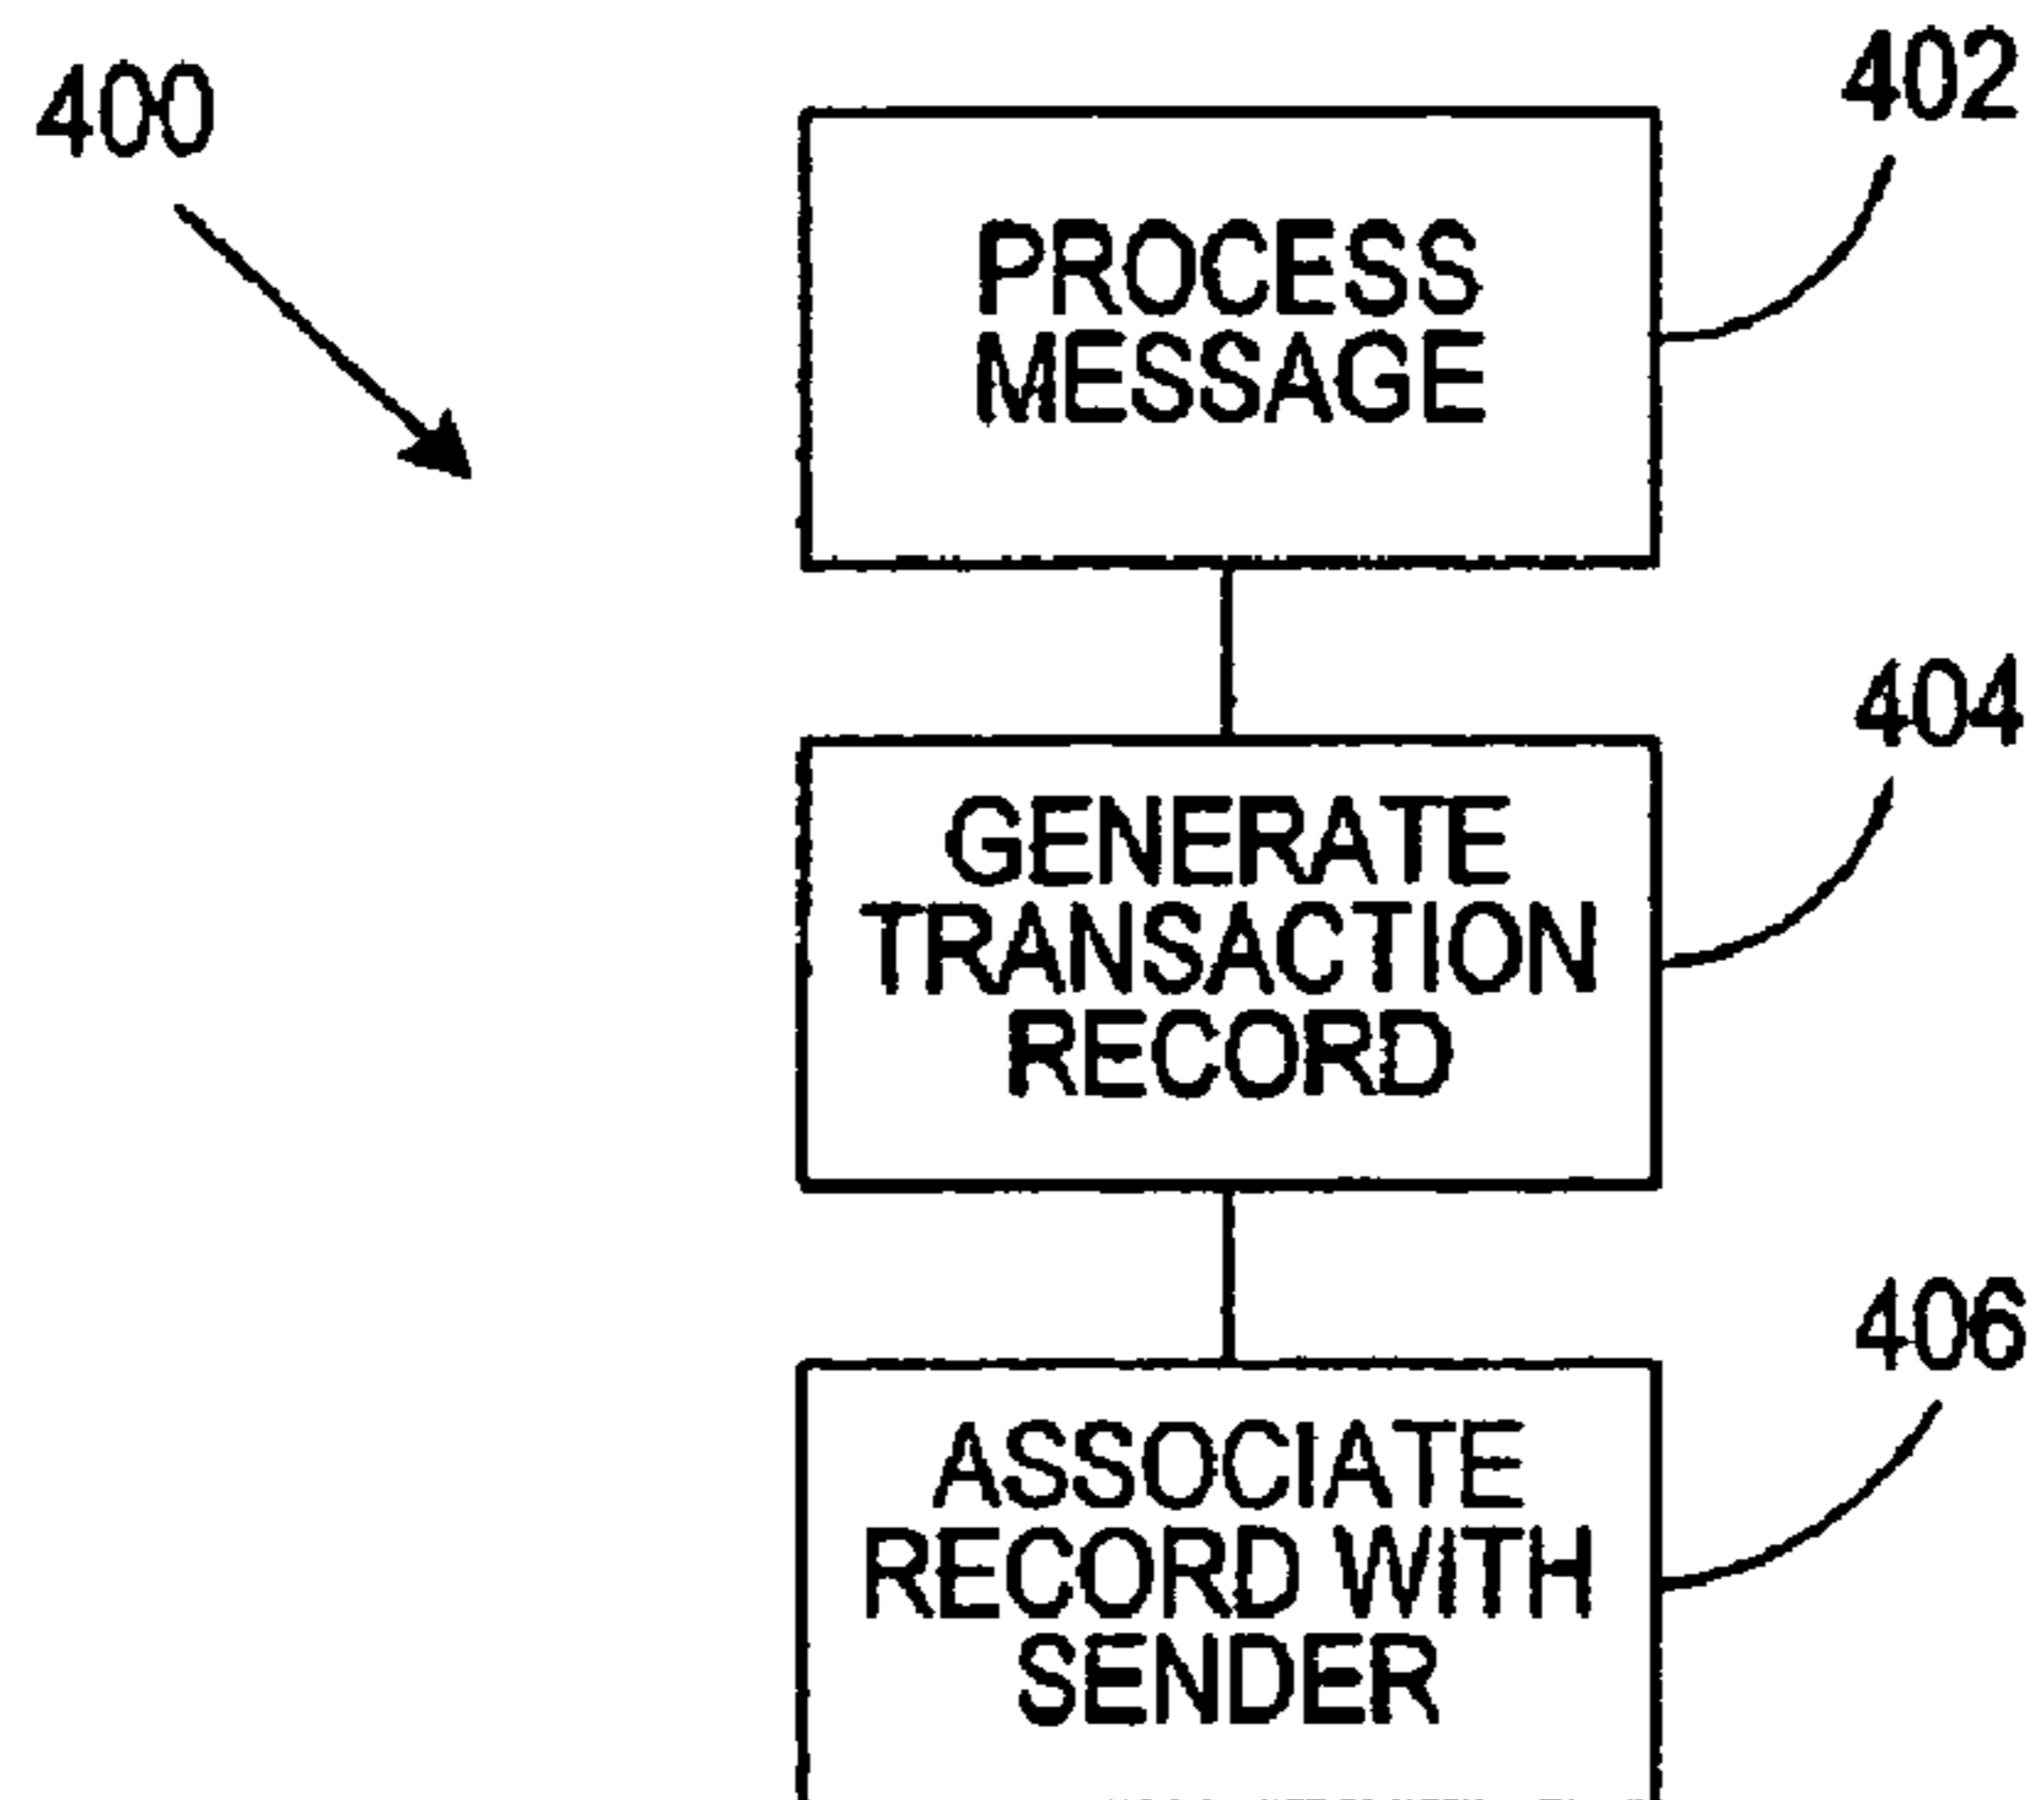 400
402
PROCESS
MESSAGE
404
GENERATE
TRANSACTION
RECORD
406
ASSOCIATE
RECORD WITH
SENDER